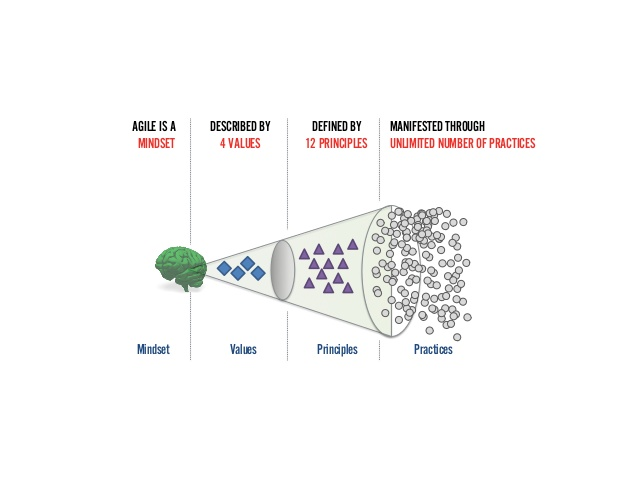 AGILE IS A
MINDSET
DESCRIBED BY
4 VALUES
DEFINED BY
12 PRINCIPLES
MANIFESTED THROUGH
UNLIMITED NUMBER OF PRACTICES
Mindset
Values
Principles
Practices